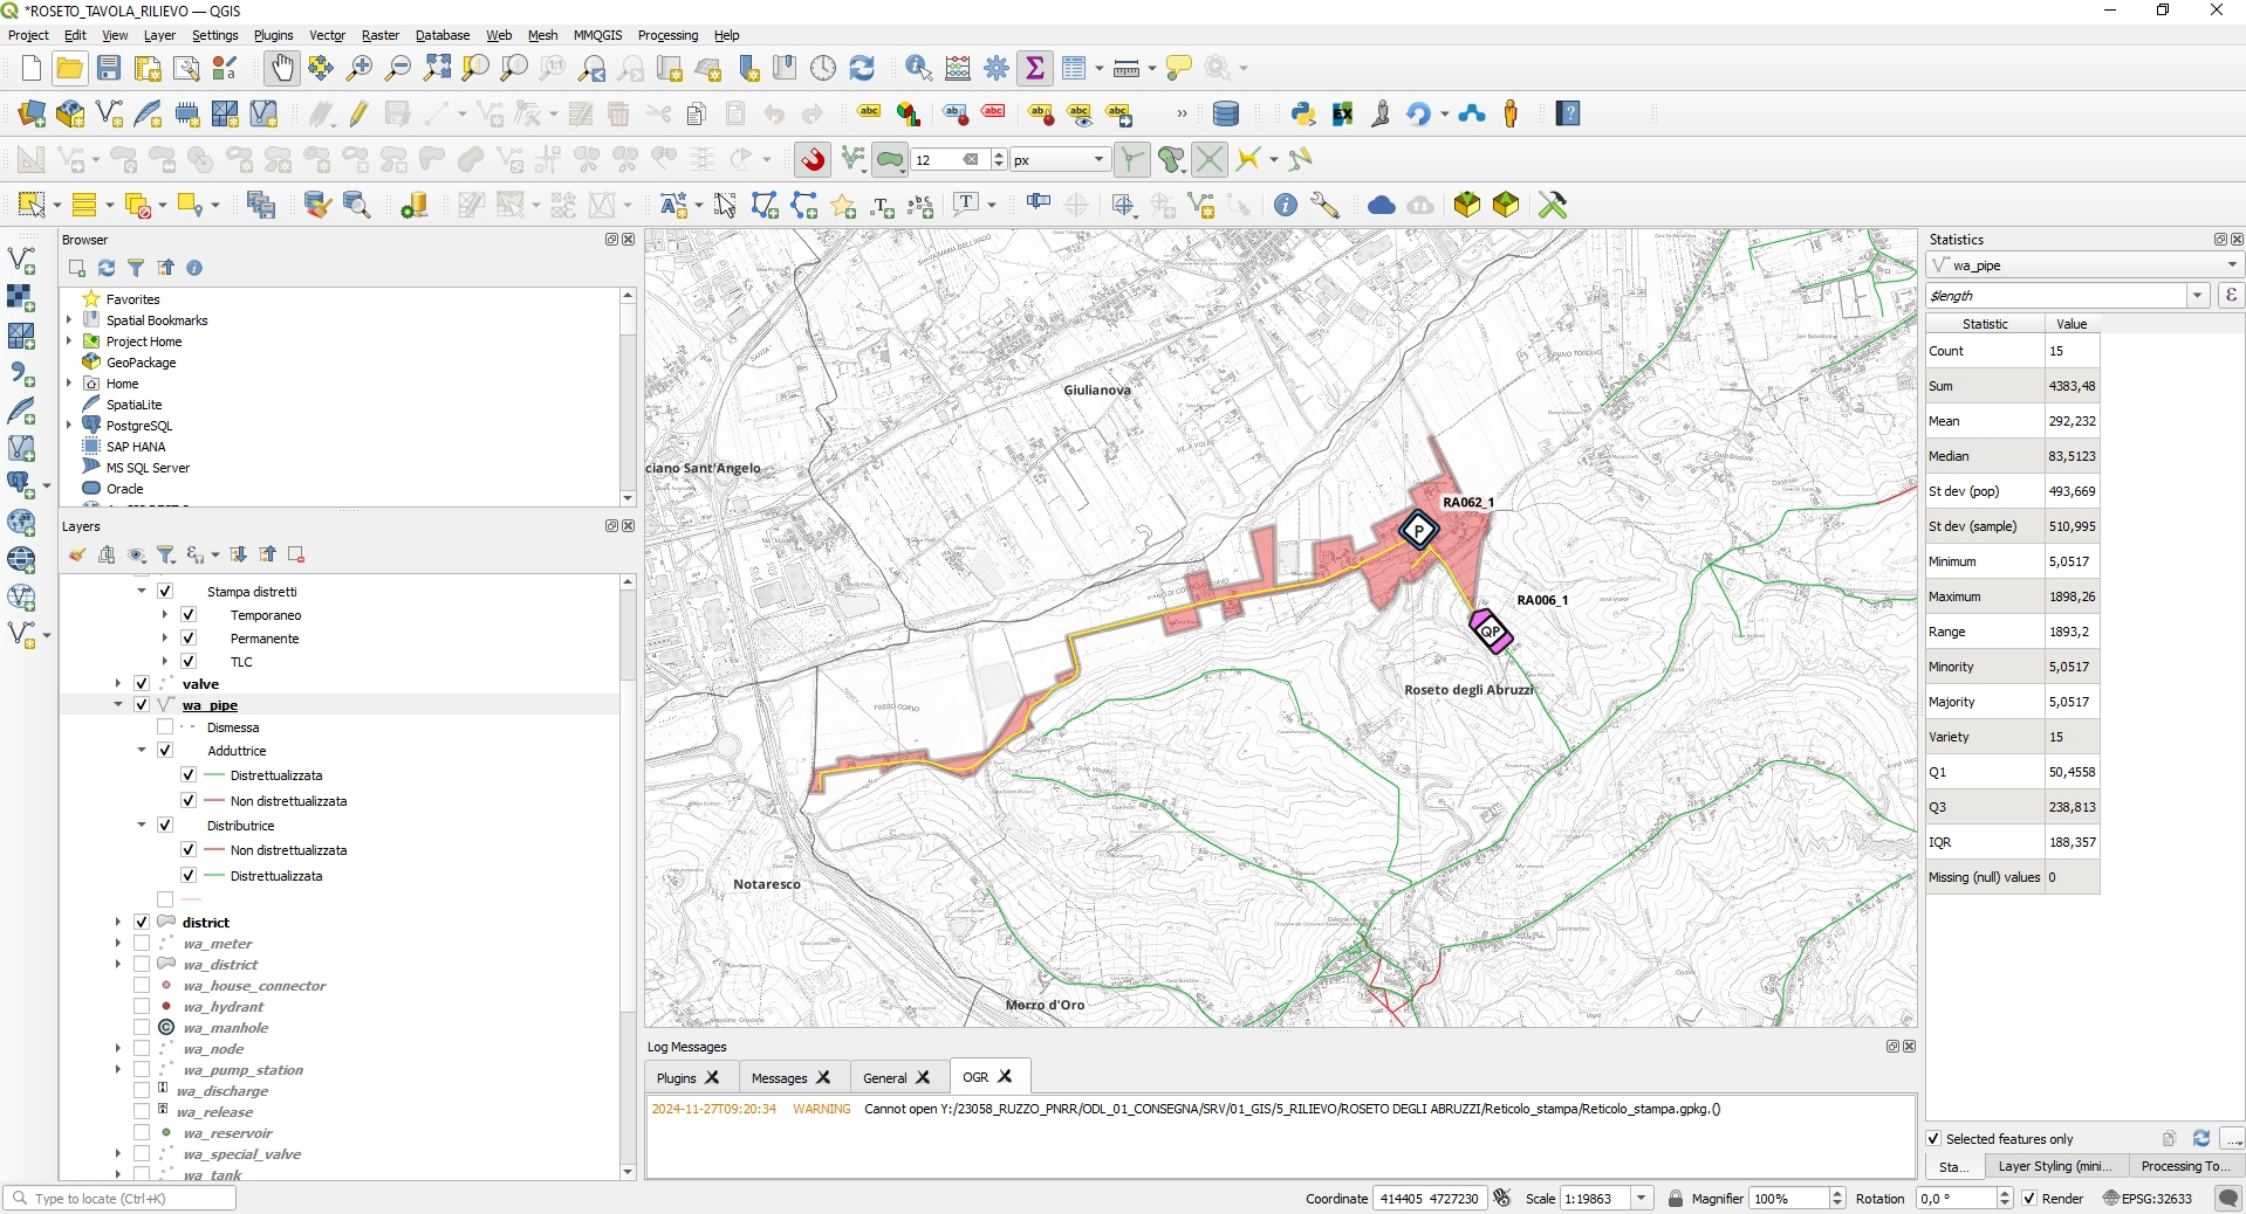 *ROSETO_TAVOLA_RILIEVO — QGIS
Project Edit View Layer Settings Plugins Vector Raster Database Web Mesh MMQGIS Processing Help
12 px
Browser
Favorites
Spatial Bookmarks
Project Home
GeoPackage
Home
SpatiaLite
PostgreSQL
SAP HANA
MS SQL Server
Oracle
Layers
Stampa distretti
Temporaneo
Permanente
TLC
valve
wa_pipe
Dismessa
Adduttrice
Distrettualizzata
Non distrettualizzata
Distributrice
Non distrettualizzata
Distrettualizzata
district
wa_meter
wa_district
wa_house_connector
wa_hydrant
wa_manhole
wa_node
wa_pump_station
wa_discharge
wa_release
wa_reservoir
wa_special_valve
wa_tank
Giulianova
ciano Sant'Angelo
RA062_1
P
RA006_1
QP
Roseto degli Abruzzi
FOSSO CORSO
Notaresco
Morro d'Oro
Log Messages
Plugins Messages General OGR
2024-11-27T09:20:34 WARNING Cannot open Y:/23058_RUZZO_PNRR/ODL_01_CONSEGNA/SRV/01_GIS/5_RILIEVO/ROSETO DEGLI ABRUZZI/Reticolo_stampa/Reticolo_stampa.gpkg.()
Statistics
wa_pipe
$length
Statistic Value
Count 15
Sum 4383,48
Mean 292,232
Median 83,5123
St dev (pop) 493,669
St dev (sample) 510,995
Minimum 5,0517
Maximum 1898,26
Range 1893,2
Minority 5,0517
Majority 5,0517
Variety 15
Q1 50,4558
Q3 238,813
IQR 188,357
Missing (null) values 0
Selected features only
Sta... Layer Styling (mini... Processing To...
Type to locate (Ctrl+K) Coordinate 414405 4727230 Scale 1:19863 Magnifier 100% Rotation 0,0 ° Render EPSG:32633